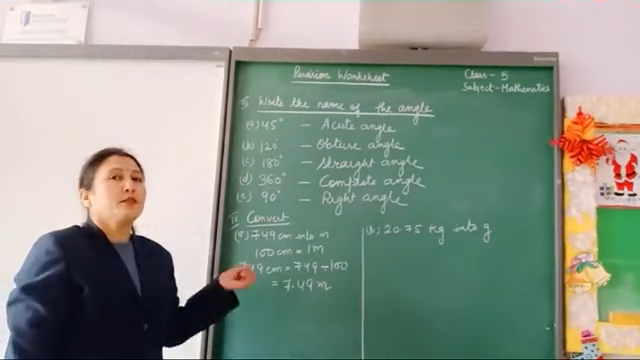 Revision Worksheet
Class - 5
Subject - Mathematics
III Write the name of the angle
(a) 45° — Acute angle
(b) 120° — Obtuse angle
(c) 180° — Straight angle
(d) 360° — Complete angle
(e) 90° — Right angle
IV Convert
(a) 749 cm into m
100 cm = 1 m
749 cm = 749 ÷ 100
= 7.49 m
(b) 20.75 kg into g